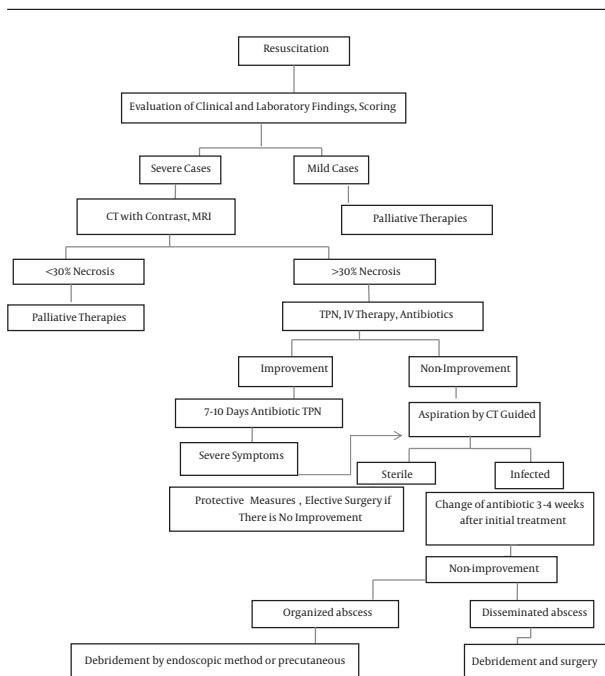 Resuscitation
Evaluation of Clinical and Laboratory Findings, Scoring
Severe Cases
Mild Cases
CT with Contrast, MRI
Palliative Therapies
<30% Necrosis
>30% Necrosis
Palliative Therapies
TPN, IV Therapy, Antibiotics
Improvement
Non-Improvement
7-10 Days Antibiotic TPN
Aspiration by CT Guided
Severe Symptoms
Sterile
Infected
Protective Measures , Elective Surgery if
There is No Improvement
Change of antibiotic 3-4 weeks
after initial treatment
Non-improvement
Organized abscess
Disseminated abscess
Debridement by endoscopic method or precutaneous
Debridement and surgery